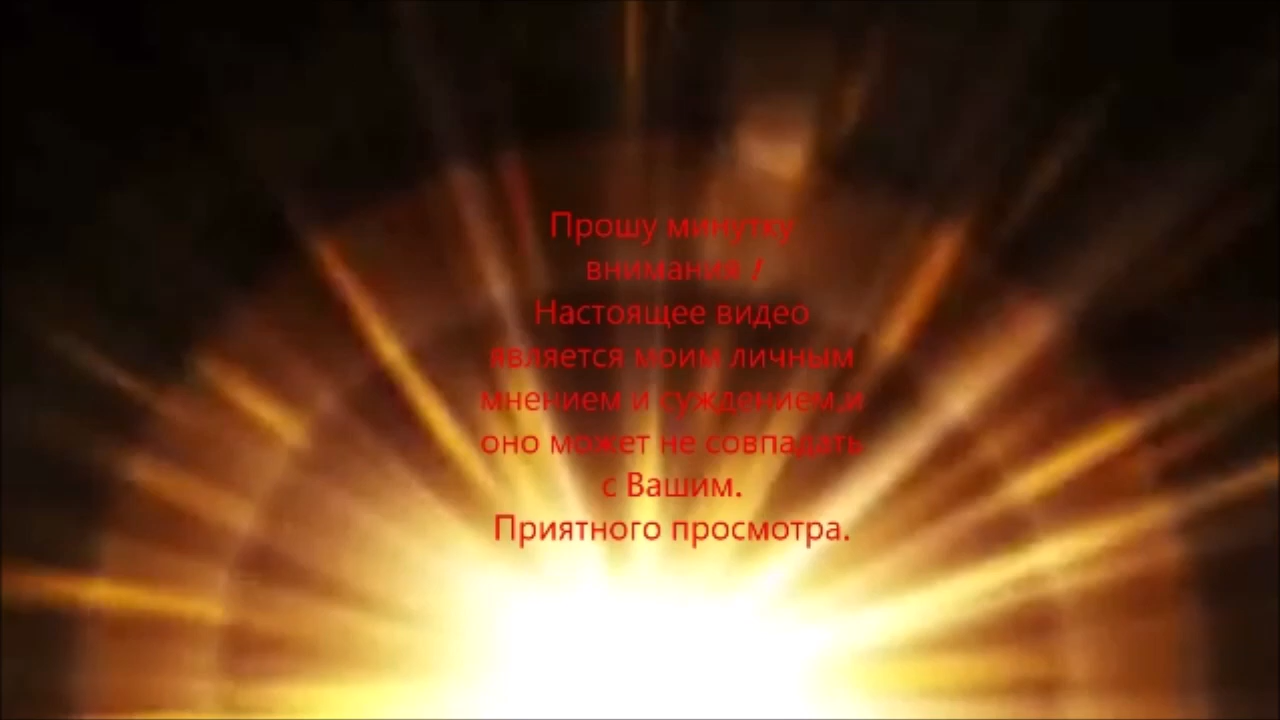 Прошу минутку
внимания !
Настоящее видео
является моим личным
мнением и суждением,и
оно может не совпадать
с Вашим.
Приятного просмотра.